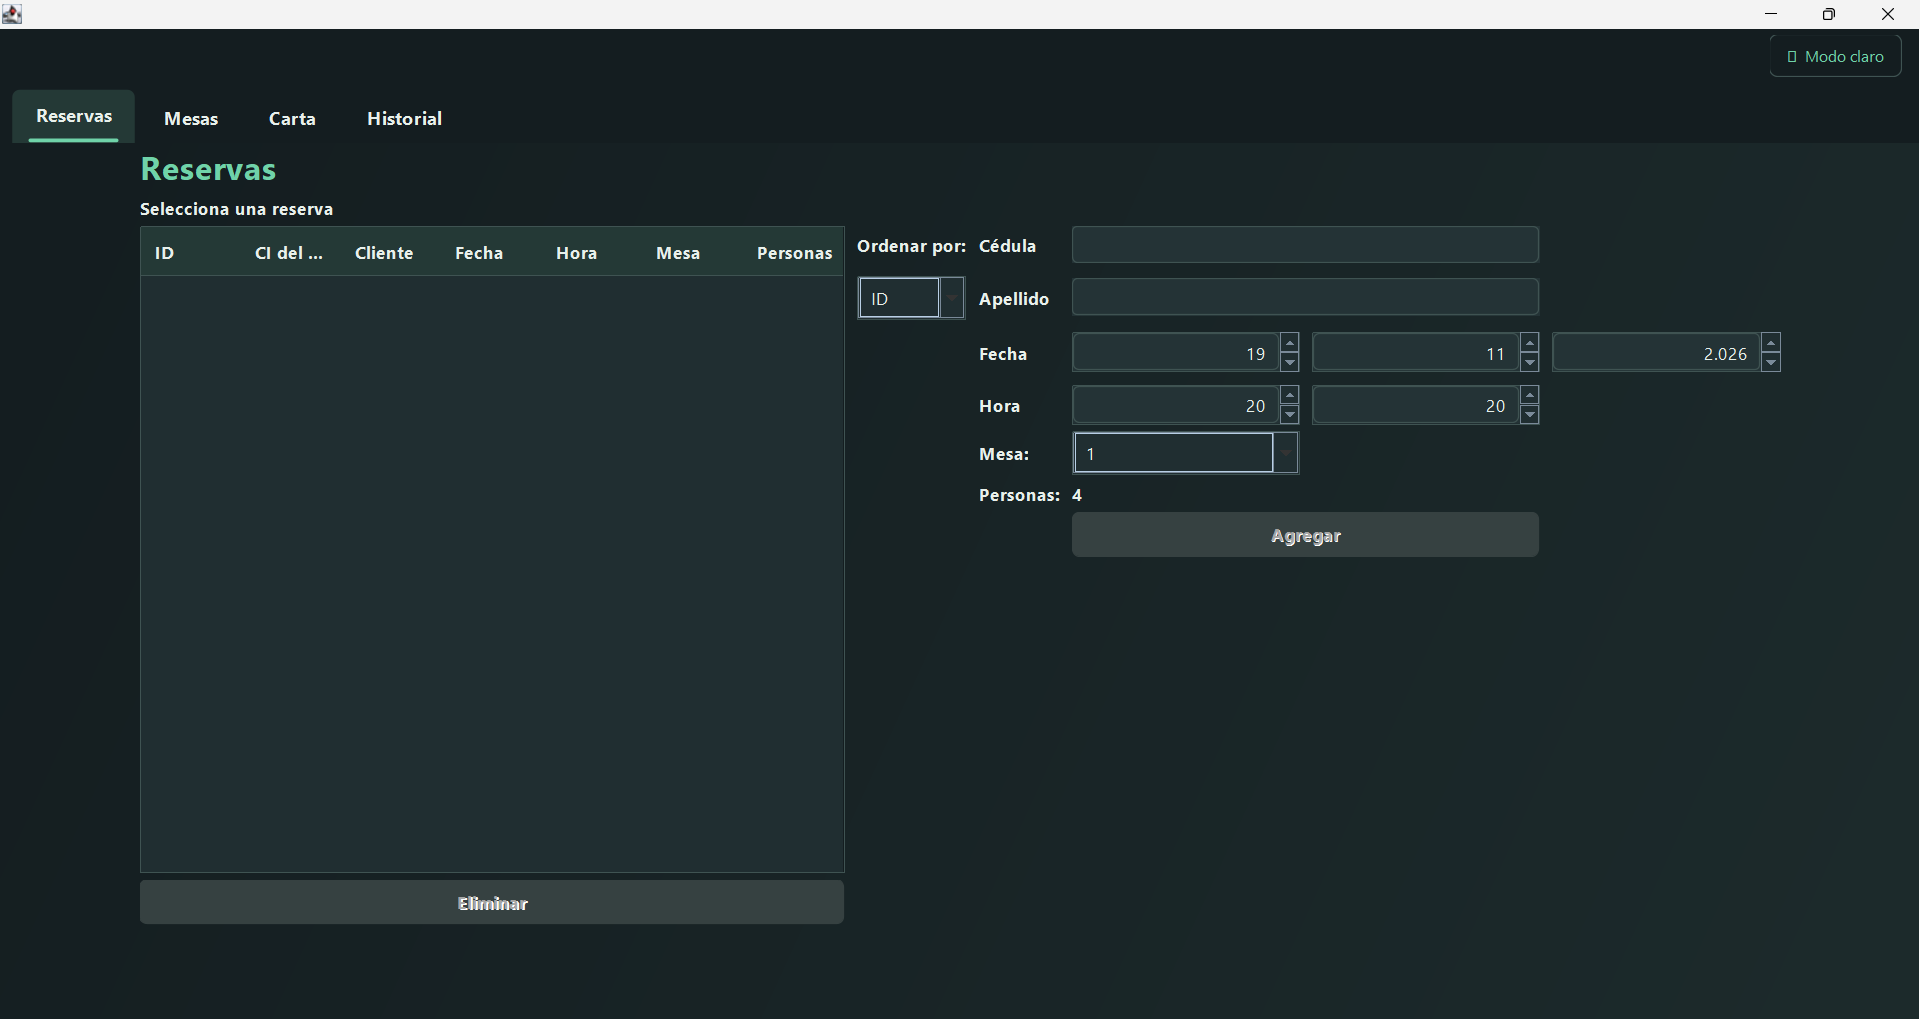 Modo claro
Reservas Mesas Carta Historial
Reservas
Selecciona una reserva
ID CI del ... Cliente Fecha Hora Mesa Personas
Ordenar por:
ID
Cédula
Apellido
Fecha 19 11 2.026
Hora 20 20
Mesa: 1
Personas: 4
Agregar
Eliminar